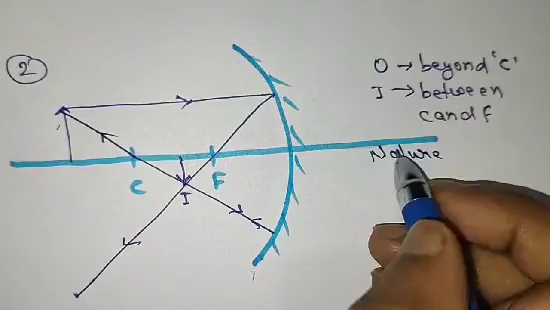 2
O → beyond 'C'
I → between
C and F
Nature
C
F
I